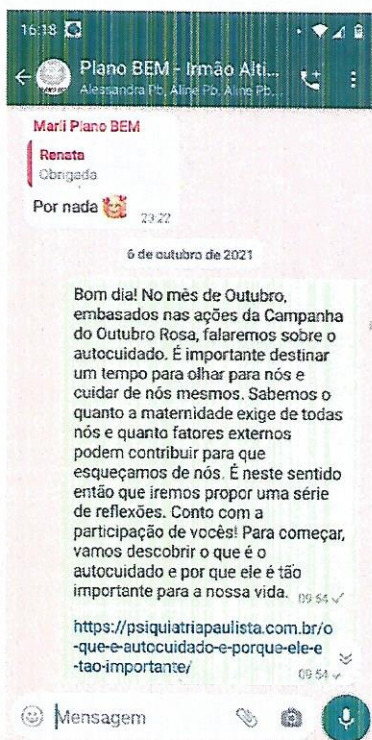 16:18
Plano BEM - Irmão Alti...
Alessandra Pb, Aline Pb, Aline Pb...
Marli Plano BEM
Renata
Obrigada
Por nada
23:22
6 de outubro de 2021
Bom dia! No mês de Outubro,
embasados nas ações da Campanha
do Outubro Rosa, falaremos sobre o
autocuidado. É importante destinar
um tempo para olhar para nós e
cuidar de nós mesmos. Sabemos o
quanto a maternidade exige de todas
nós e quanto fatores externos
podem contribuir para que
esqueçamos de nós. É neste sentido
então que iremos propor uma série
de reflexões. Conto com a
participação de vocês! Para começar,
vamos descobrir o que é o
autocuidado e por que ele é tão
importante para a nossa vida. 09:54
https://psiquiatriapaulista.com.br/o
-que-e-autocuidado-e-porque-ele-e
-tao-importante/
09:54
Mensagem